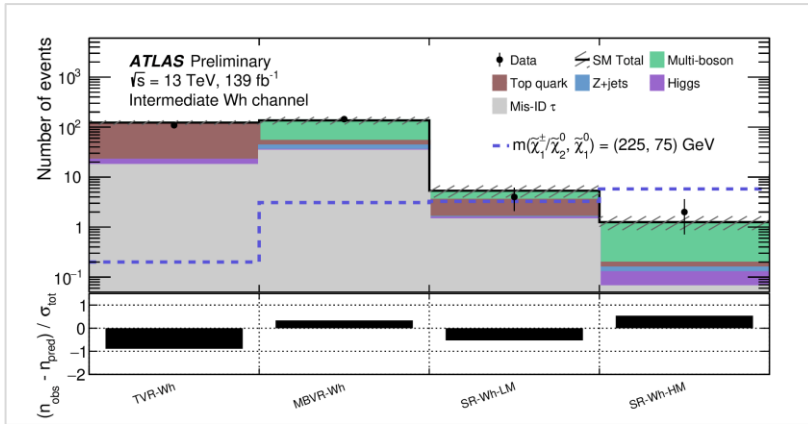 ATLAS Preliminary
√s = 13 TeV, 139 fb⁻¹
Intermediate Wh channel
Data
SM Total
Multi-boson
Top quark
Z+jets
Higgs
Mis-ID τ
m(χ̃₁±/χ̃₂⁰, χ̃₁⁰) = (225, 75) GeV
Number of events
10³
10²
10
1
10⁻¹
(n_obs - n_pred) / σ_tot
1
0
−1
−2
TVR-Wh
MBVR-Wh
SR-Wh-LM
SR-Wh-HM